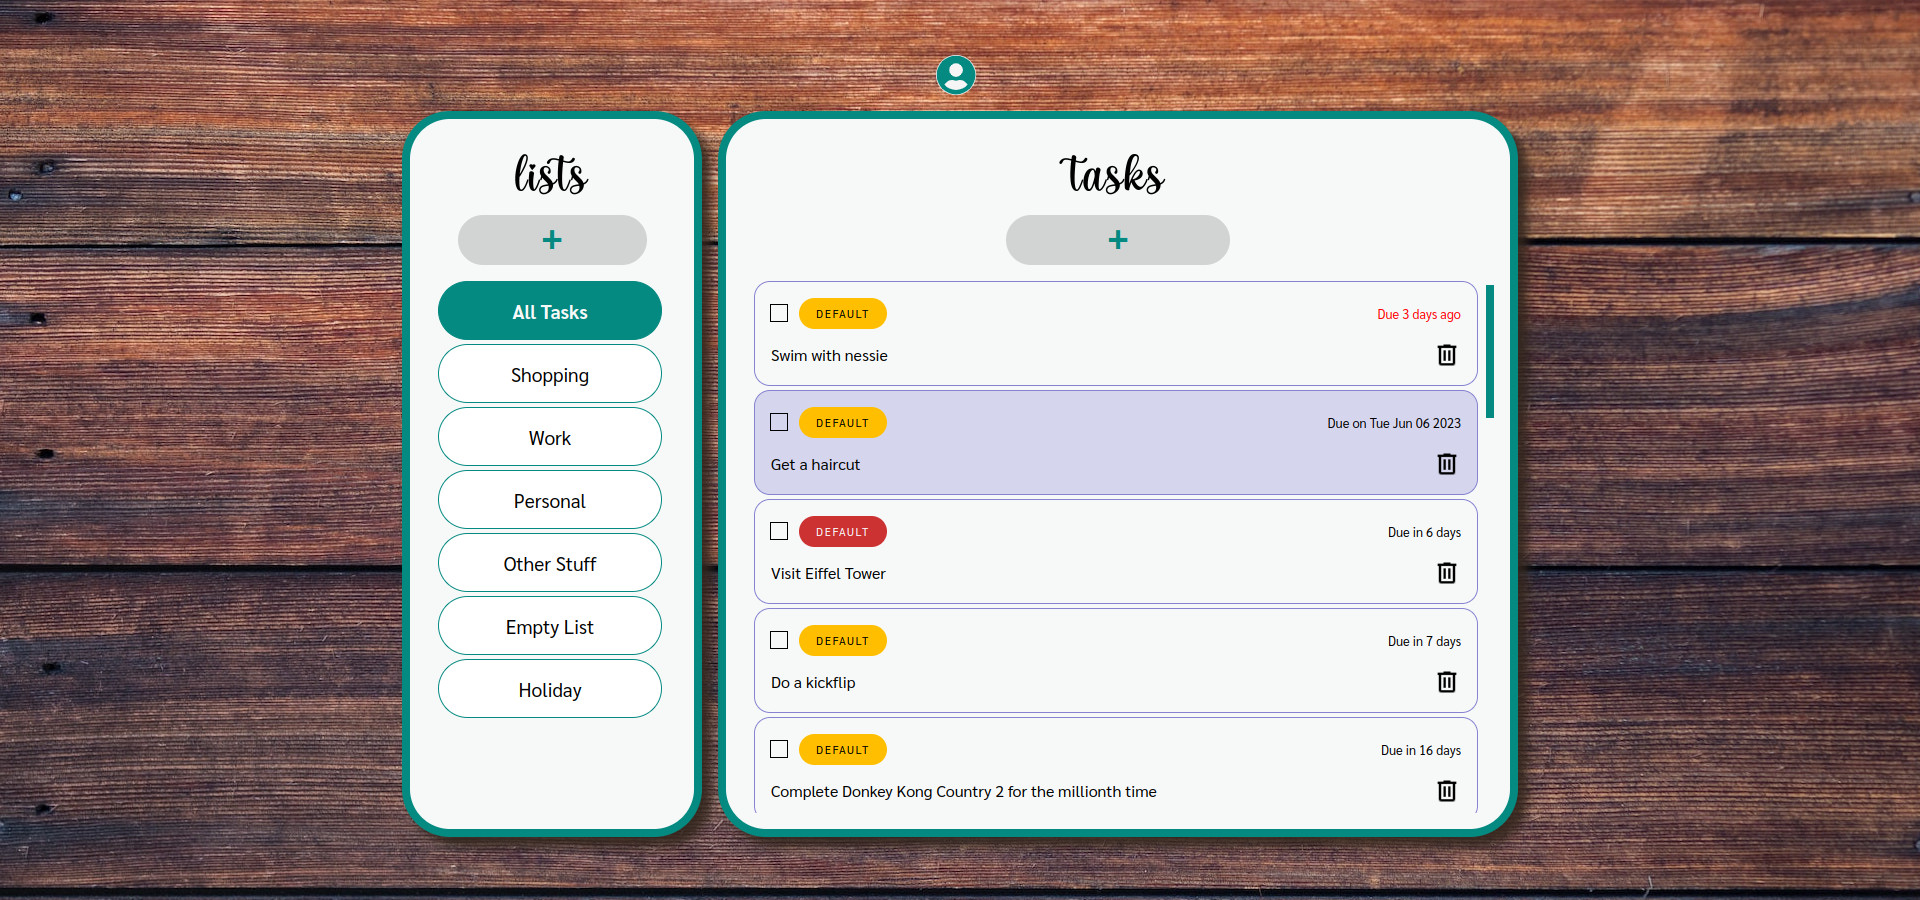 lists
+
All Tasks
Shopping
Work
Personal
Other Stuff
Empty List
Holiday
tasks
+
DEFAULT
Due 3 days ago
Swim with nessie
DEFAULT
Due on Tue Jun 06 2023
Get a haircut
DEFAULT
Due in 6 days
Visit Eiffel Tower
DEFAULT
Due in 7 days
Do a kickflip
DEFAULT
Due in 16 days
Complete Donkey Kong Country 2 for the millionth time